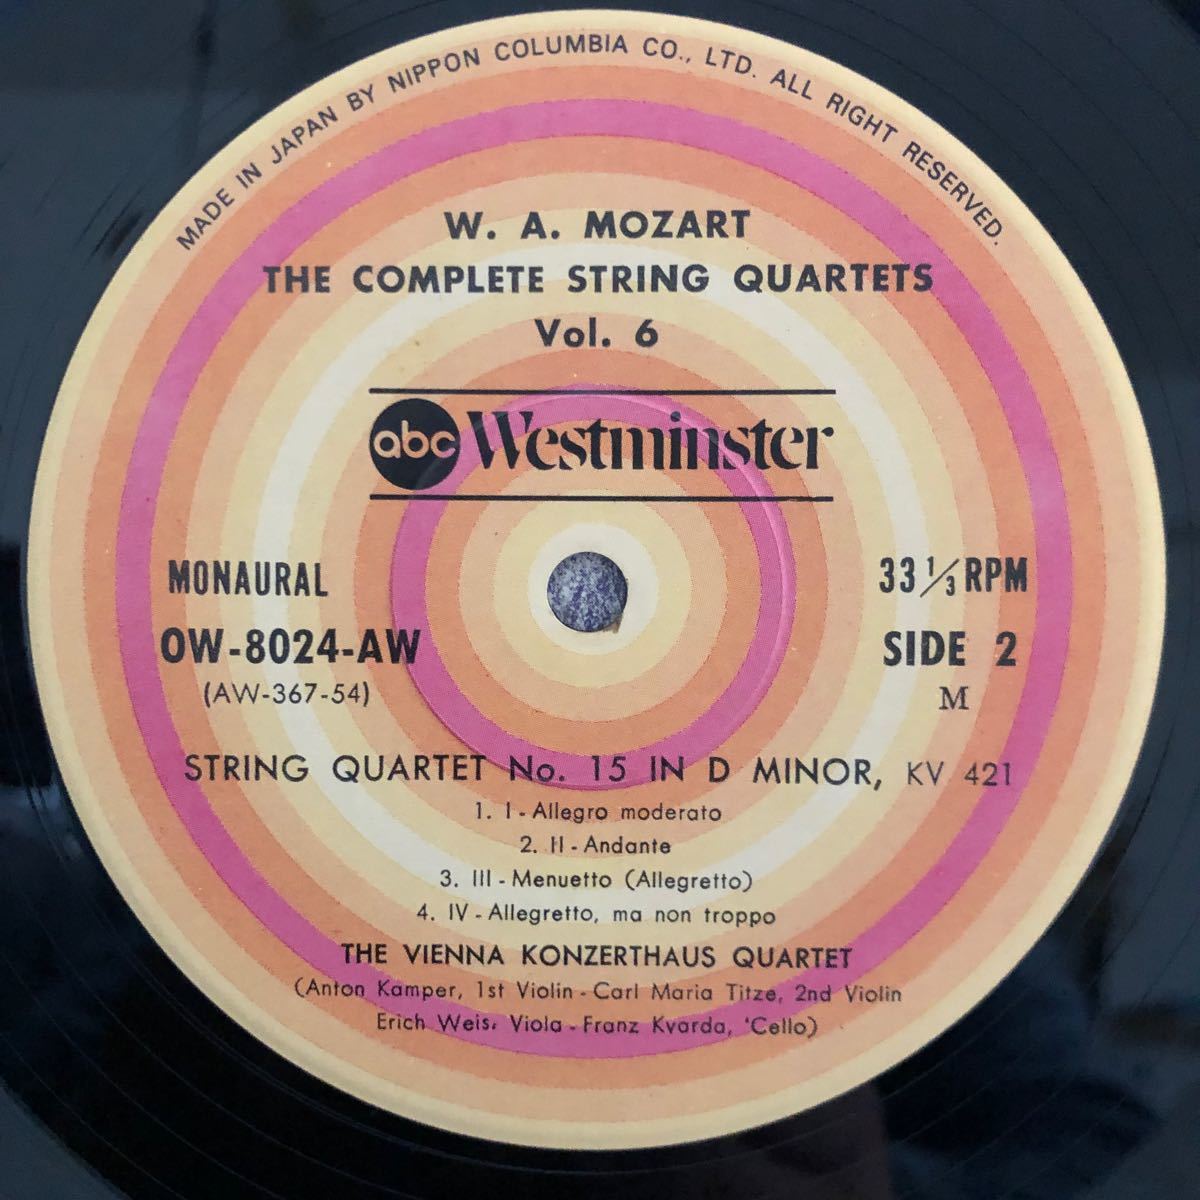 MADE IN JAPAN BY NIPPON COLUMBIA CO., LTD. ALL RIGHT RESERVED.
W. A. MOZART
THE COMPLETE STRING QUARTETS
Vol. 6
abc Westminster
MONAURAL
33 1/3 RPM
OW-8024-AW
SIDE 2
(AW-367-54)
M
STRING QUARTET No. 15 IN D MINOR, KV 421
1. I - Allegro moderato
2. II - Andante
3. III - Menuetto (Allegretto)
4. IV - Allegretto, ma non troppo
THE VIENNA KONZERTHAUS QUARTET
(Anton Kamper, 1st Violin - Carl Maria Titze, 2nd Violin
Erich Weis, Viola - Franz Kvarda, 'Cello)